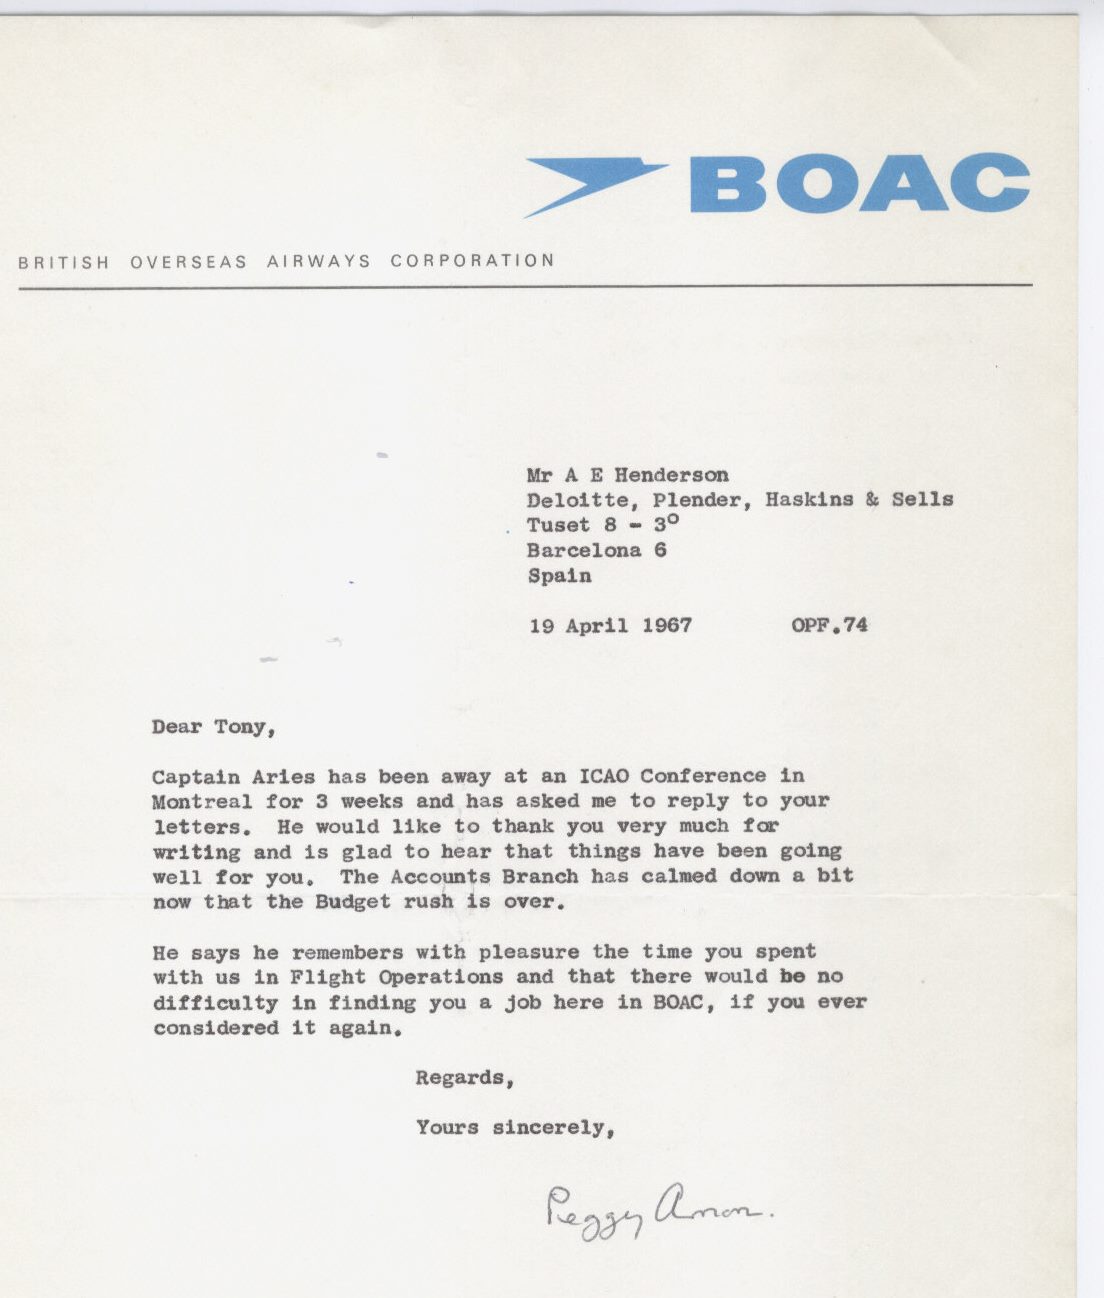 BOAC
BRITISH OVERSEAS AIRWAYS CORPORATION
Mr A E Henderson
Deloitte, Plender, Haskins & Sells
Tuset 8 - 3º
Barcelona 6
Spain
19 April 1967 OPF.74
Dear Tony,
Captain Aries has been away at an ICAO Conference in
Montreal for 3 weeks and has asked me to reply to your
letters. He would like to thank you very much for
writing and is glad to hear that things have been going
well for you. The Accounts Branch has calmed down a bit
now that the Budget rush is over.
He says he remembers with pleasure the time you spent
with us in Flight Operations and that there would be no
difficulty in finding you a job here in BOAC, if you ever
considered it again.
Regards,
Yours sincerely,
Peggy